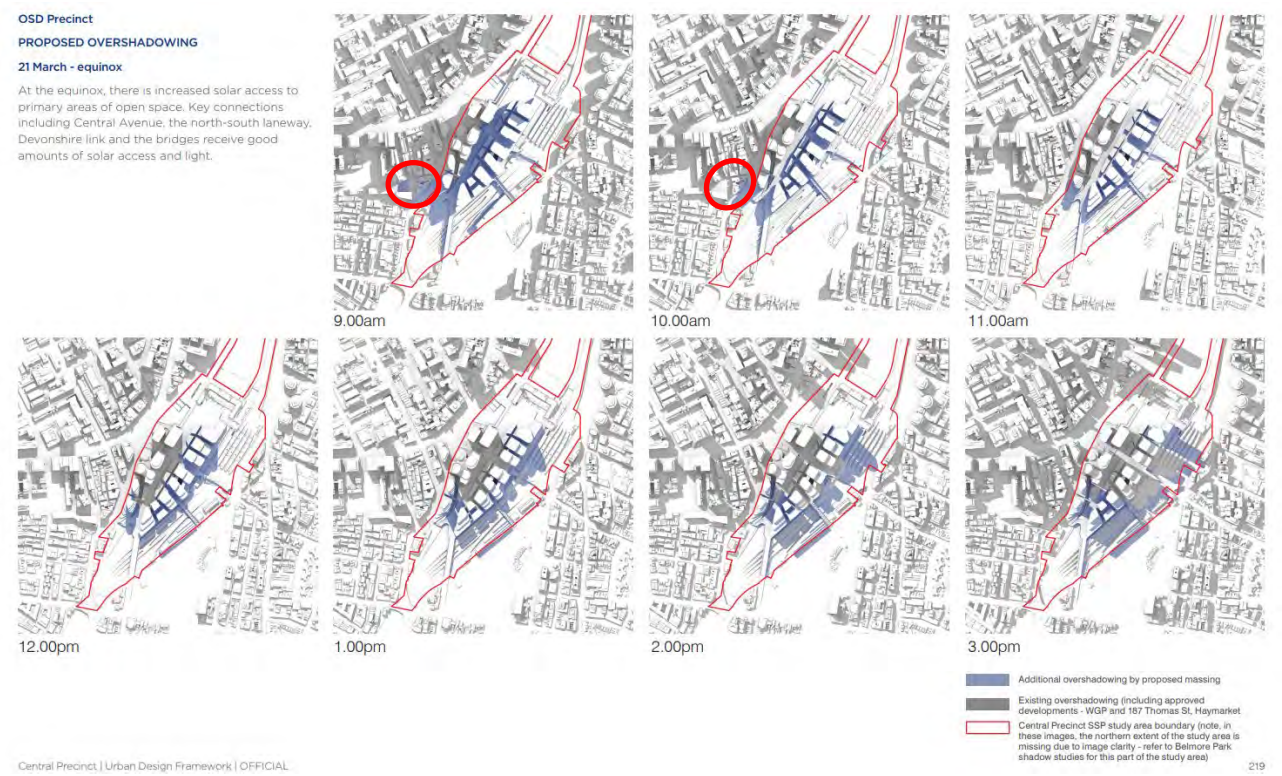 OSD Precinct
PROPOSED OVERSHADOWING
21 March - equinox
At the equinox, there is increased solar access to
primary areas of open space. Key connections
including Central Avenue, the north-south laneway,
Devonshire link and the bridges receive good
amounts of solar access and light.
9.00am
10.00am
11.00am
12.00pm
1.00pm
2.00pm
3.00pm
Additional overshadowing by proposed massing
Existing overshadowing (including approved
developments - WGP and 187 Thomas St, Haymarket
Central Precinct SSP study area boundary (note, in
these images, the northern extent of the study area is
missing due to image clarity - refer to Belmore Park
shadow studies for this part of the study area)
Central Precinct | Urban Design Framework | OFFICIAL
219